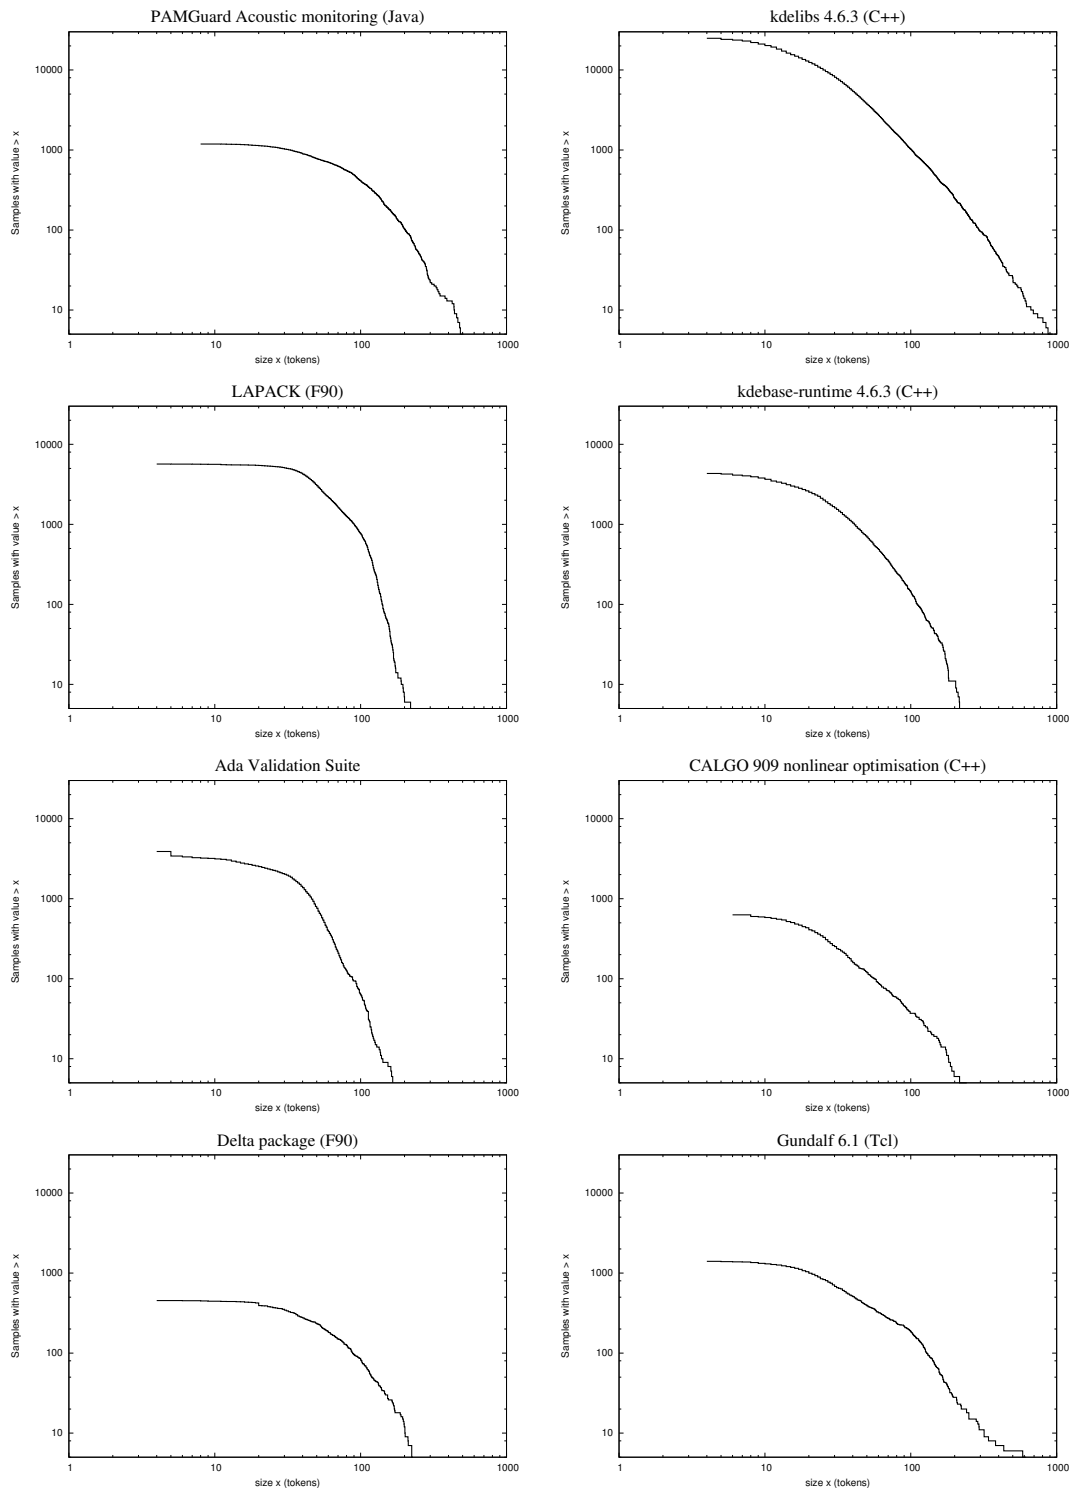 PAMGuard Acoustic monitoring (Java)
10000
1000
100
10
Samples with value > x
1 10 100 1000
size x (tokens)
kdelibs 4.6.3 (C++)
10000
1000
100
10
Samples with value > x
1 10 100 1000
size x (tokens)
LAPACK (F90)
10000
1000
100
10
Samples with value > x
1 10 100 1000
size x (tokens)
kdebase-runtime 4.6.3 (C++)
10000
1000
100
10
Samples with value > x
1 10 100 1000
size x (tokens)
Ada Validation Suite
10000
1000
100
10
Samples with value > x
1 10 100 1000
size x (tokens)
CALGO 909 nonlinear optimisation (C++)
10000
1000
100
10
Samples with value > x
1 10 100 1000
size x (tokens)
Delta package (F90)
10000
1000
100
10
Samples with value > x
1 10 100 1000
size x (tokens)
Gundalf 6.1 (Tcl)
10000
1000
100
10
Samples with value > x
1 10 100 1000
size x (tokens)